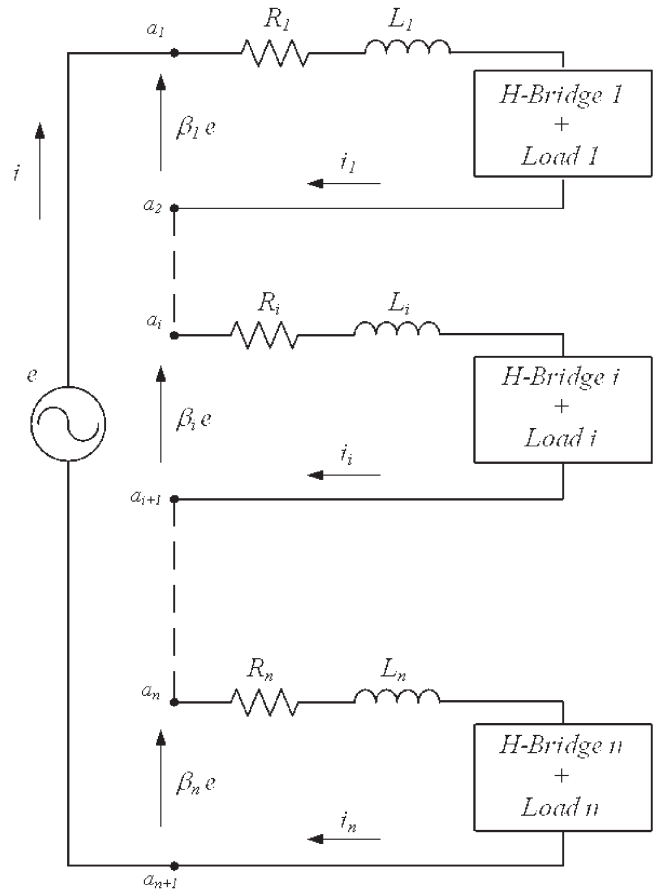 a₁
R₁
L₁
H-Bridge 1
+
Load 1
β₁ e
i
i₁
a₂
aᵢ
Rᵢ
Lᵢ
e
H-Bridge i
+
Load i
βᵢ e
iᵢ
aᵢ₊₁
aₙ
Rₙ
Lₙ
H-Bridge n
+
Load n
βₙ e
iₙ
aₙ₊₁